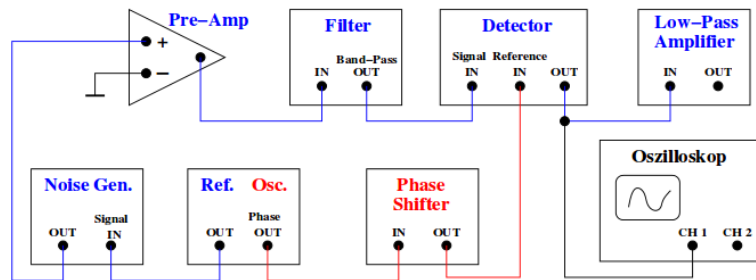 Pre-Amp
+
-
Filter
Band-Pass
IN OUT
Detector
Signal Reference
IN IN OUT
Low-Pass
Amplifier
IN OUT
Noise Gen.
Signal
OUT IN
Ref. Osc.
Phase
OUT OUT
Phase
Shifter
IN OUT
Oszilloskop
CH 1 CH 2